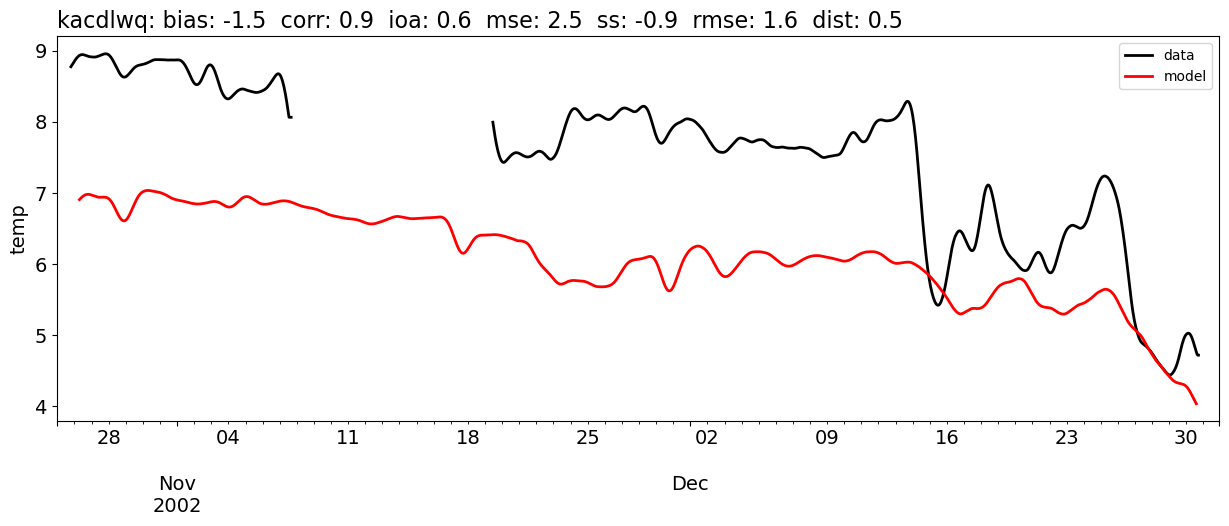 kacdlwq: bias: -1.5  corr: 0.9  ioa: 0.6  mse: 2.5  ss: -0.9  rmse: 1.6  dist: 0.5
data
model
9
8
7
6
5
4
temp
28 04 11 18 25 02 09 16 23 30
Nov Dec
2002